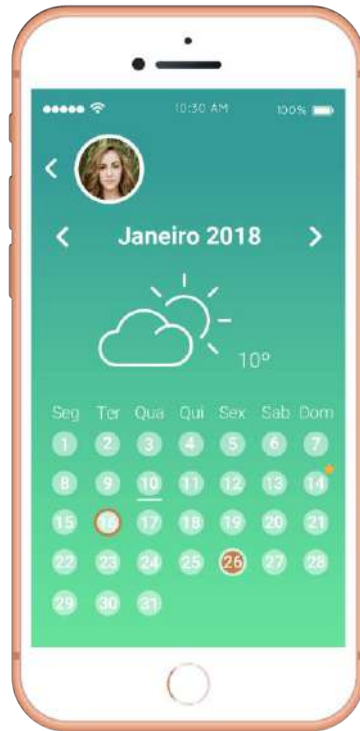 10:30 AM 100%
Janeiro 2018
10º
Seg Ter Qua Qui Sex Sab Dom
1 2 3 4 5 6 7
8 9 10 11 12 13 14
15 16 17 18 19 20 21
22 23 24 25 26 27 28
29 30 31